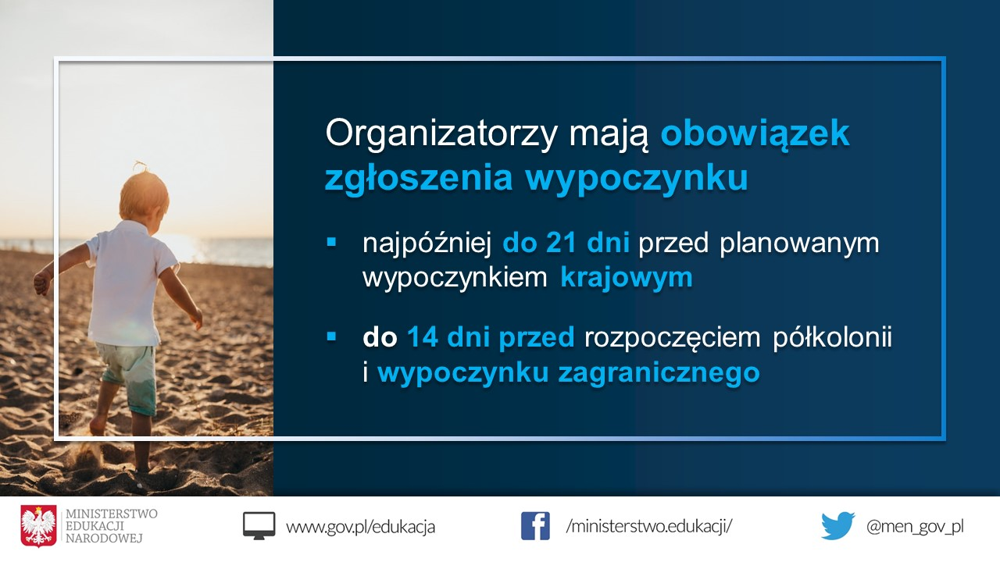 Organizatorzy mają obowiązek
zgłoszenia wypoczynku
najpóźniej do 21 dni przed planowanym
wypoczynkiem krajowym
do 14 dni przed rozpoczęciem półkolonii
i wypoczynku zagranicznego
MINISTERSTWO
EDUKACJI
NARODOWEJ
www.gov.pl/edukacja
/ministerstwo.edukacji/
@men_gov_pl